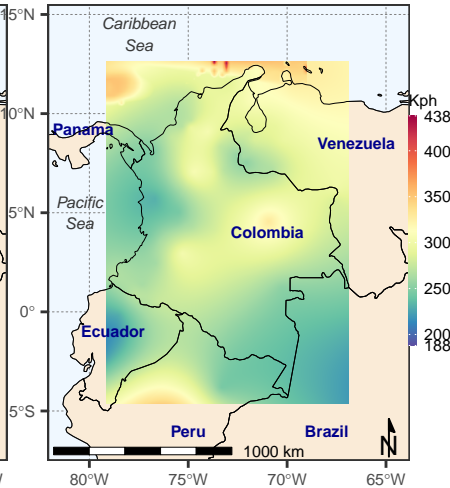 15°N
Caribbean
Sea
Kph
438
10°N
Panama
Venezuela
400
350
Pacific
Sea
5°N
Colombia
300
250
0°
Ecuador
200
188
5°S
Peru
Brazil
N
1000 km
80°W
75°W
70°W
65°W